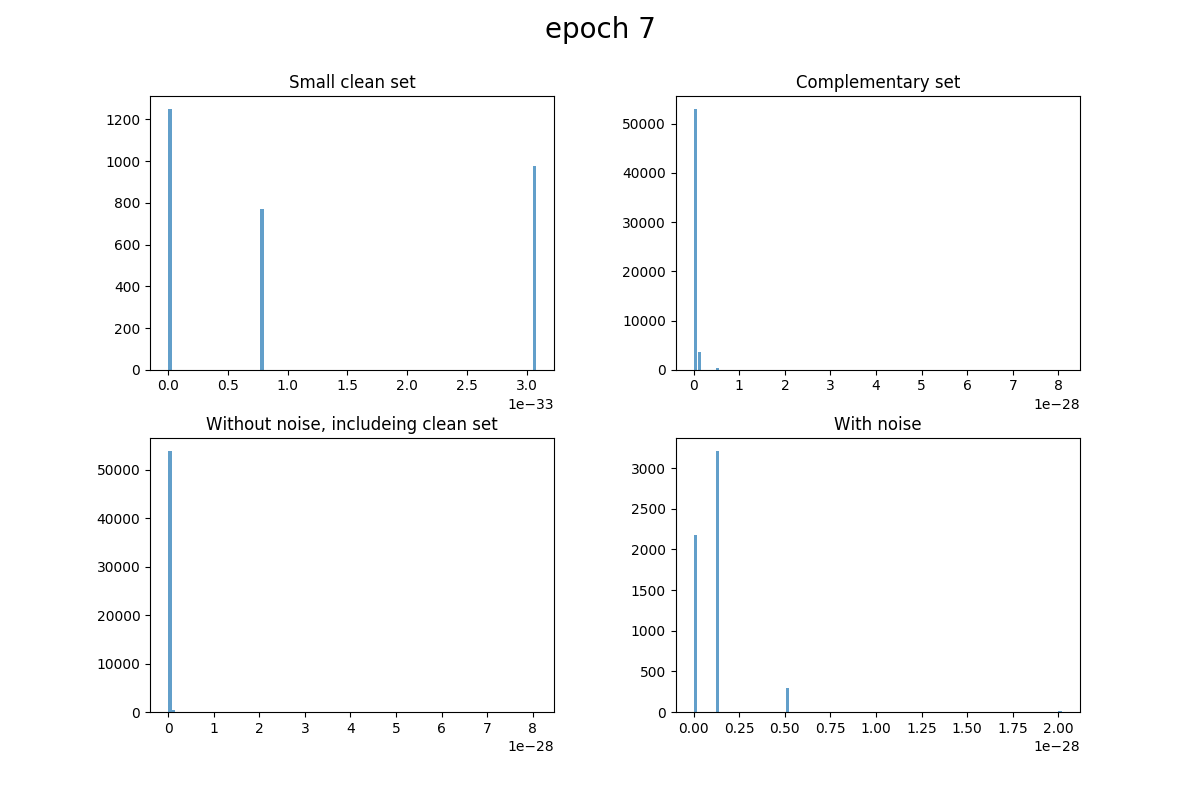 epoch 7
Small clean set
1200
1000
800
600
400
200
0
0.0 0.5 1.0 1.5 2.0 2.5 3.0
1e−33
Complementary set
50000
40000
30000
20000
10000
0
0 1 2 3 4 5 6 7 8
1e−28
Without noise, includeing clean set
50000
40000
30000
20000
10000
0
0 1 2 3 4 5 6 7 8
1e−28
With noise
3000
2500
2000
1500
1000
500
0
0.00 0.25 0.50 0.75 1.00 1.25 1.50 1.75 2.00
1e−28